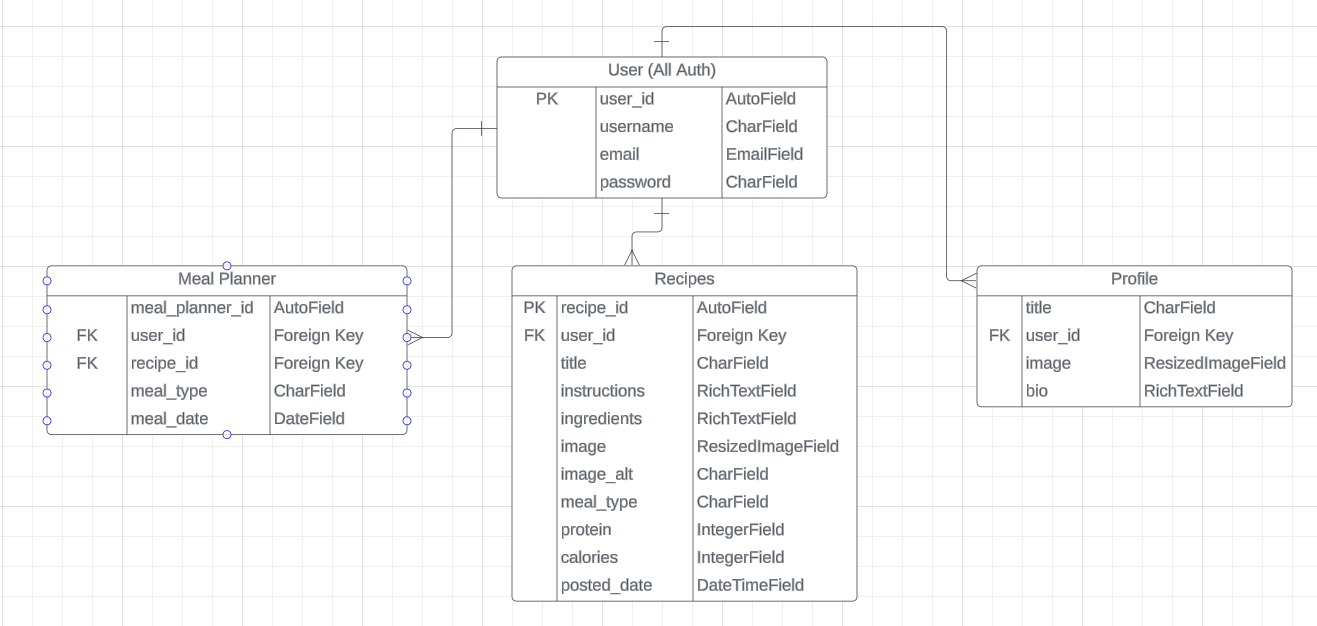 User (All Auth)
PK user_id AutoField
username CharField
email EmailField
password CharField
Meal Planner
meal_planner_id AutoField
FK user_id Foreign Key
FK recipe_id Foreign Key
meal_type CharField
meal_date DateField
Recipes
PK recipe_id AutoField
FK user_id Foreign Key
title CharField
instructions RichTextField
ingredients RichTextField
image ResizedImageField
image_alt CharField
meal_type CharField
protein IntegerField
calories IntegerField
posted_date DateTimeField
Profile
title CharField
FK user_id Foreign Key
image ResizedImageField
bio RichTextField